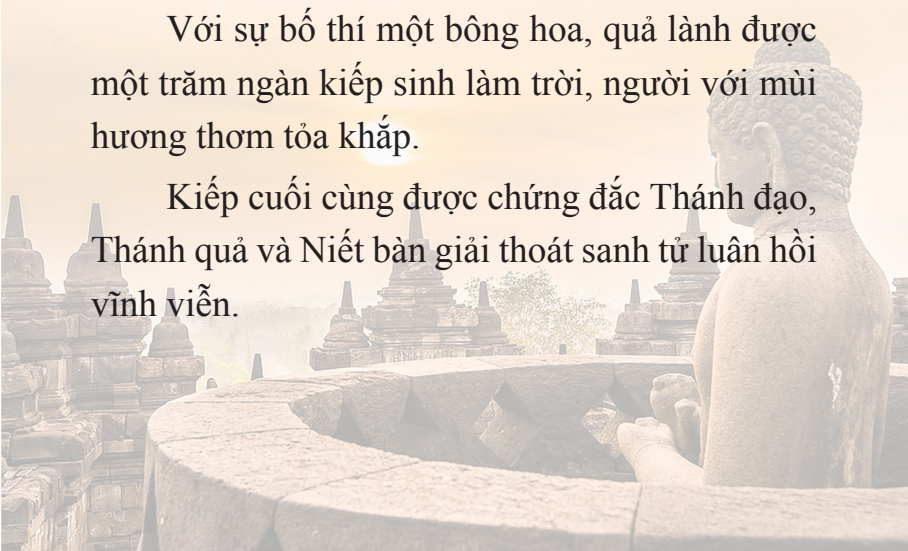 Với sự bố thí một bông hoa, quả lành được
một trăm ngàn kiếp sinh làm trời, người với mùi
hương thơm tỏa khắp.
Kiếp cuối cùng được chứng đắc Thánh đạo,
Thánh quả và Niết bàn giải thoát sanh tử luân hồi
vĩnh viễn.